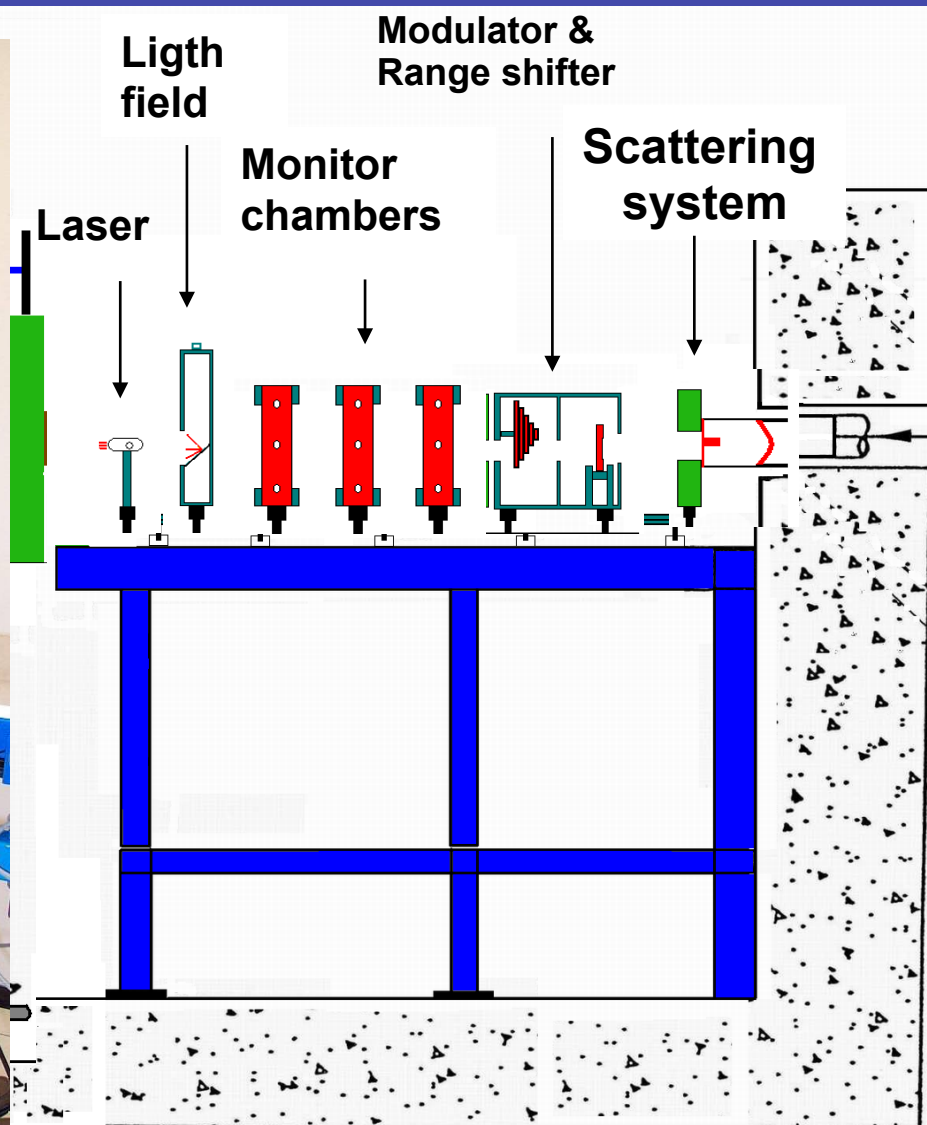 Modulator &
Range shifter
Ligth
field
Scattering
system
Monitor
chambers
Laser